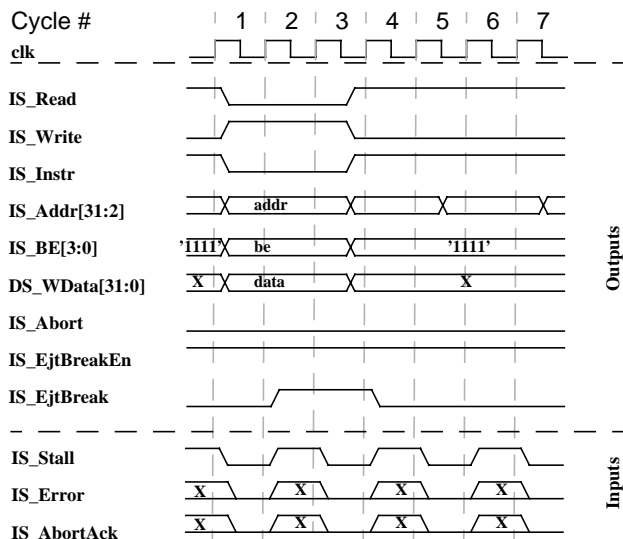 Cycle # 1 2 3 4 5 6 7
clk
IS_Read
IS_Write
IS_Instr
IS_Addr[31:2] addr
IS_BE[3:0] '1111' be '1111'
DS_WData[31:0] X data X
IS_Abort
IS_EjtBreakEn
IS_EjtBreak
Outputs
IS_Stall
IS_Error X X X X
IS_AbortAck X X X X
Inputs